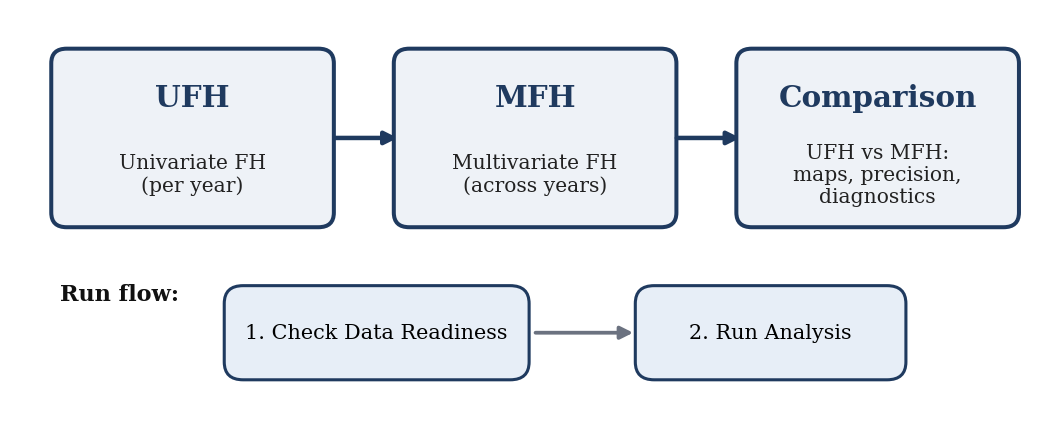 UFH
Univariate FH
(per year)
MFH
Multivariate FH
(across years)
Comparison
UFH vs MFH:
maps, precision,
diagnostics
Run flow:
1. Check Data Readiness
2. Run Analysis